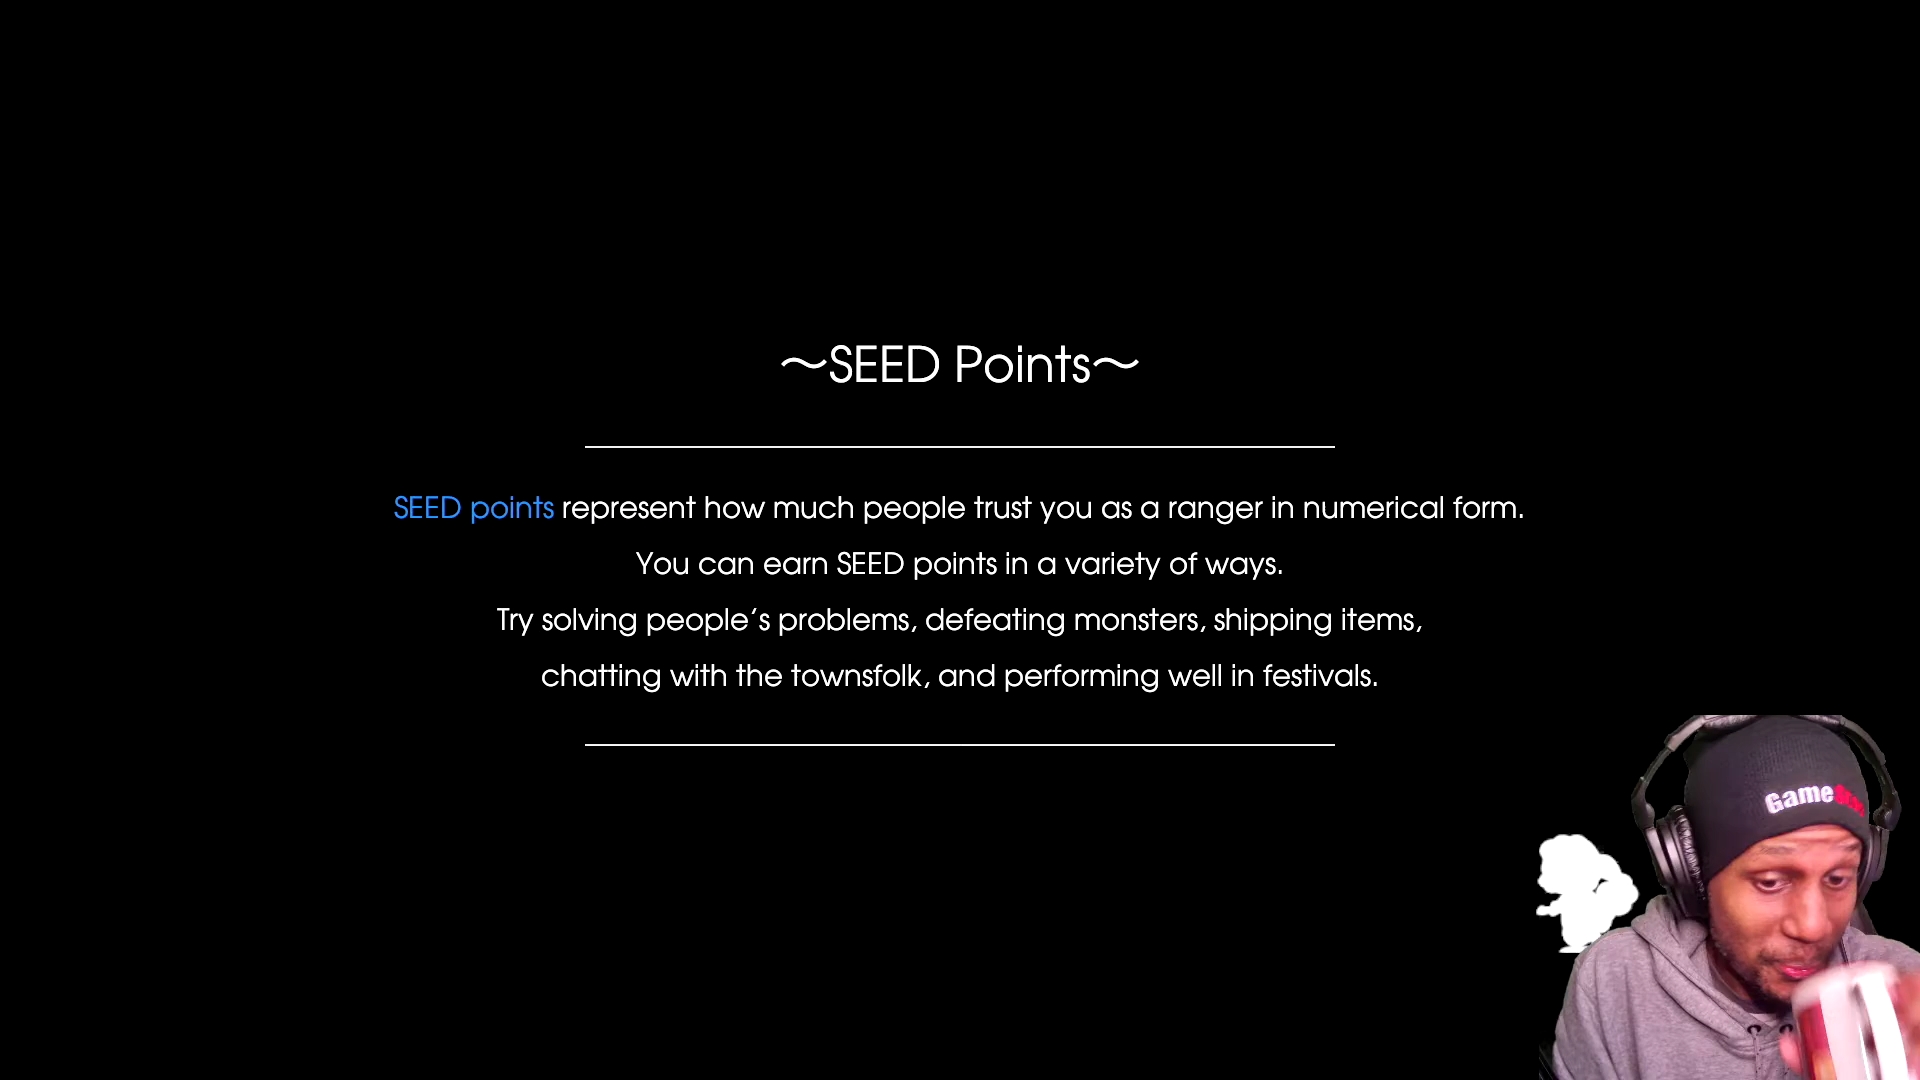 ～SEED Points～
SEED points represent how much people trust you as a ranger in numerical form.
You can earn SEED points in a variety of ways.
Try solving people’s problems, defeating monsters, shipping items,
chatting with the townsfolk, and performing well in festivals.
Game